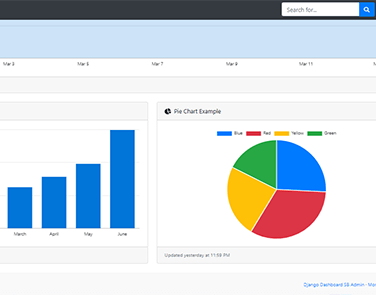 Search for...
Mar 3 Mar 5 Mar 7 Mar 9 Mar 11
Pie Chart Example
Blue Red Yellow Green
March April May June
Updated yesterday at 11:59 PM
Django Dashboard SB Admin - Mor